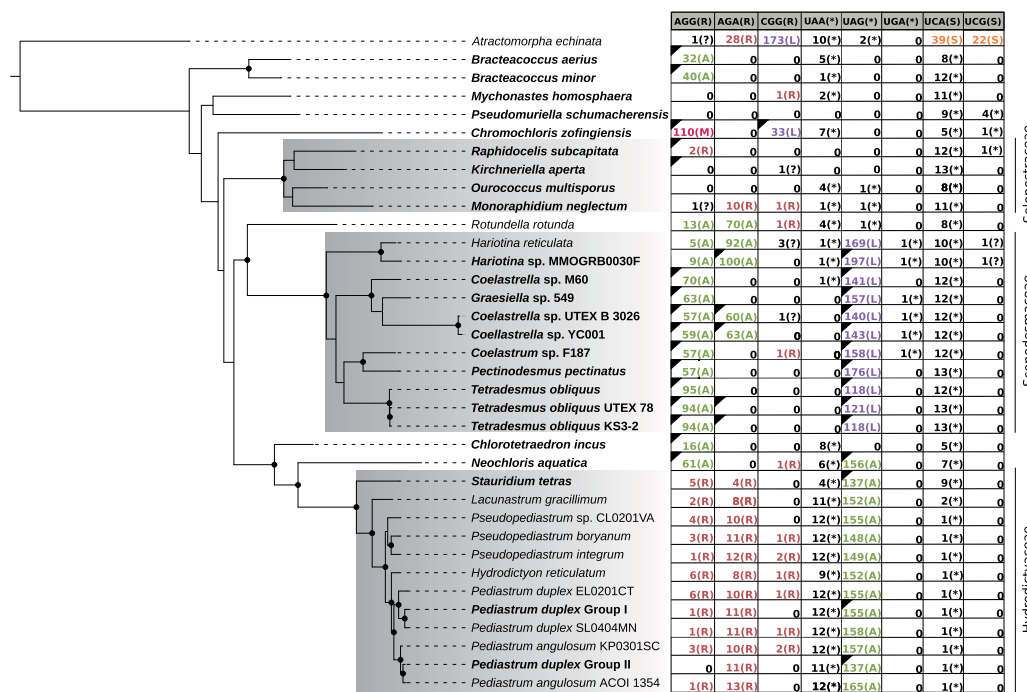 AGG(R) AGA(R) CGG(R) UAA(*) UAG(*) UGA(*) UCA(S) UCG(S)
Atractomorpha echinata 1(?) 28(R) 173(L) 10(*) 2(*) 0 39(S) 22(S)
Bracteacoccus aerius 32(A) 0 0 5(*) 0 0 8(*) 0
Bracteacoccus minor 40(A) 0 0 1(*) 0 0 12(*) 0
Mychonastes homosphaera 0 0 1(R) 2(*) 0 0 11(*) 0
Pseudomuriella schumacherensis 0 0 0 0 0 0 9(*) 4(*)
Chromochloris zofingiensis 110(M) 0 33(L) 7(*) 0 0 5(*) 1(*)
Raphidocelis subcapitata 2(R) 0 0 0 0 0 12(*) 1(*)
Kirchneriella aperta 0 0 1(?) 0 0 0 13(*) 0
Ourococcus multisporus 0 0 0 4(*) 1(*) 0 8(*) 0
Monoraphidium neglectum 1(?) 10(R) 1(R) 1(*) 1(*) 0 11(*) 0
Rotundella rotunda 13(A) 70(A) 1(R) 4(*) 1(*) 0 8(*) 0
Hariotina reticulata 5(A) 92(A) 3(?) 1(*) 169(L) 1(*) 10(*) 1(?)
Hariotina sp. MMOGRB0030F 9(A) 100(A) 0 1(*) 197(L) 1(*) 10(*) 1(?)
Coelastrella sp. M60 70(A) 0 0 1(*) 141(L) 0 12(*) 0
Graesiella sp. 549 63(A) 0 0 0 157(L) 1(*) 12(*) 0
Coelastrella sp. UTEX B 3026 57(A) 60(A) 1(?) 0 140(L) 1(*) 12(*) 0
Coellastrella sp. YC001 59(A) 63(A) 0 0 143(L) 1(*) 12(*) 0
Coelastrum sp. F187 57(A) 0 1(R) 0 158(L) 1(*) 12(*) 0
Pectinodesmus pectinatus 57(A) 0 0 0 176(L) 0 13(*) 0
Tetradesmus obliquus 95(A) 0 0 0 118(L) 0 12(*) 0
Tetradesmus obliquus UTEX 78 94(A) 0 0 0 121(L) 0 13(*) 0
Tetradesmus obliquus KS3-2 94(A) 0 0 0 118(L) 0 13(*) 0
Chlorotetraedron incus 16(A) 0 0 8(*) 0 0 5(*) 0
Neochloris aquatica 61(A) 0 1(R) 6(*) 156(A) 0 7(*) 0
Stauridium tetras 5(R) 4(R) 0 4(*) 137(A) 0 9(*) 0
Lacunastrum gracillimum 2(R) 8(R) 0 11(*) 152(A) 0 2(*) 0
Pseudopediastrum sp. CL0201VA 4(R) 10(R) 0 12(*) 155(A) 0 1(*) 0
Pseudopediastrum boryanum 3(R) 11(R) 1(R) 12(*) 148(A) 0 1(*) 0
Pseudopediastrum integrum 1(R) 12(R) 2(R) 12(*) 149(A) 0 1(*) 0
Hydrodictyon reticulatum 6(R) 8(R) 1(R) 9(*) 152(A) 0 1(*) 0
Pediastrum duplex EL0201CT 6(R) 10(R) 1(R) 12(*) 155(A) 0 1(*) 0
Pediastrum duplex Group I 1(R) 11(R) 0 12(*) 155(A) 0 1(*) 0
Pediastrum duplex SL0404MN 1(R) 11(R) 1(R) 12(*) 158(A) 0 1(*) 0
Pediastrum angulosum KP0301SC 3(R) 10(R) 2(R) 12(*) 157(A) 0 1(*) 0
Pediastrum duplex Group II 0 11(R) 0 11(*) 137(A) 0 1(*) 0
Pediastrum angulosum ACOI 1354 1(R) 13(R) 0 12(*) 165(A) 0 1(*) 0